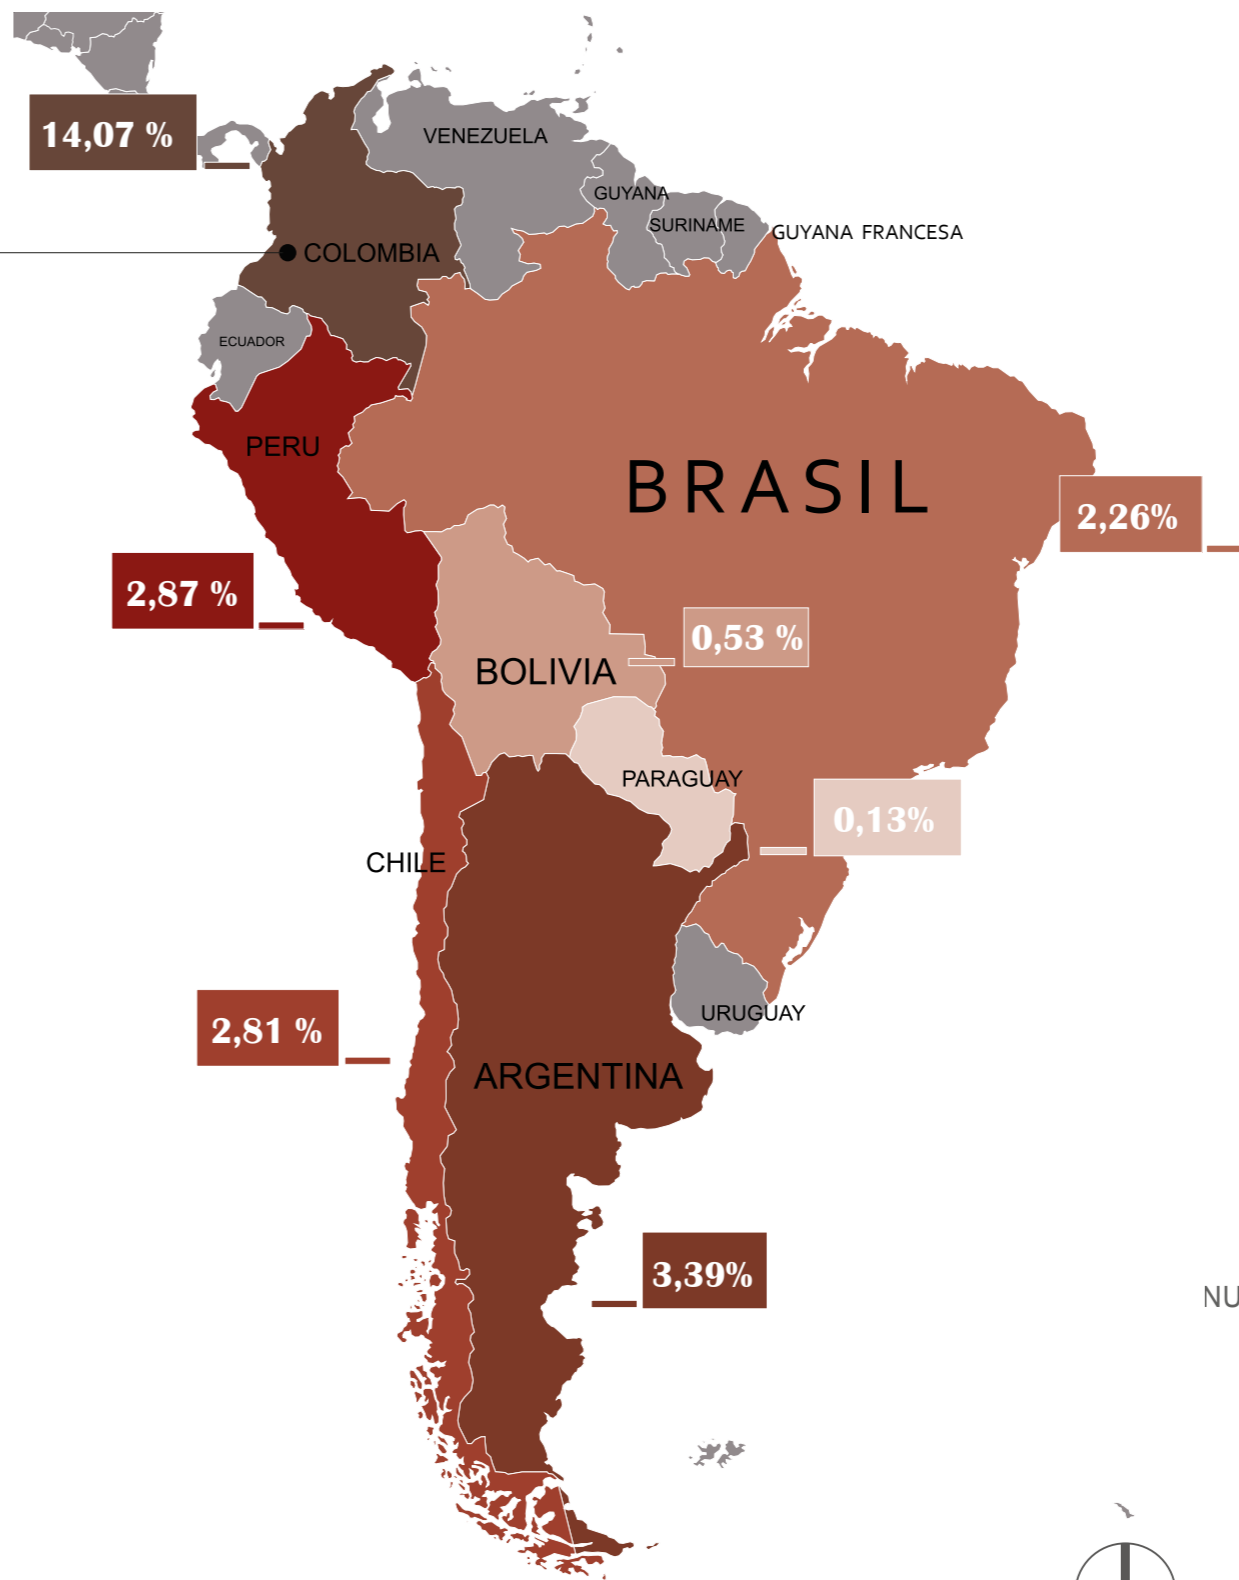 14,07 %
VENEZUELA
GUYANA
SURINAME
GUYANA FRANCESA
COLOMBIA
ECUADOR
PERU
BRASIL
2,26%
2,87 %
0,53 %
BOLIVIA
PARAGUAY
0,13%
CHILE
2,81 %
URUGUAY
ARGENTINA
3,39%
NU